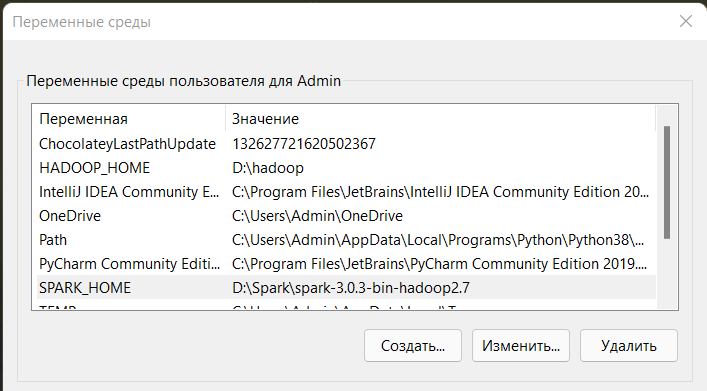 Переменные среды
Переменные среды пользователя для Admin
Переменная Значение
ChocolateyLastPathUpdate 132627721620502367
HADOOP_HOME D:\hadoop
IntelliJ IDEA Community E... C:\Program Files\JetBrains\IntelliJ IDEA Community Edition 20...
OneDrive C:\Users\Admin\OneDrive
Path C:\Users\Admin\AppData\Local\Programs\Python\Python38\...
PyCharm Community Editi... C:\Program Files\JetBrains\PyCharm Community Edition 2019....
SPARK_HOME D:\Spark\spark-3.0.3-bin-hadoop2.7
Создать... Изменить... Удалить